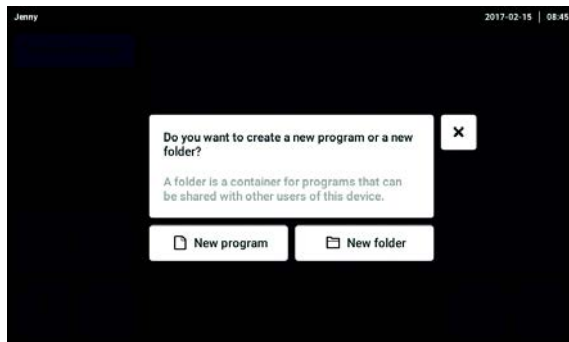 Jenny
2017-02-15 | 08:45
Do you want to create a new program or a new
folder?
A folder is a container for programs that can
be shared with other users of this device.
New program
New folder